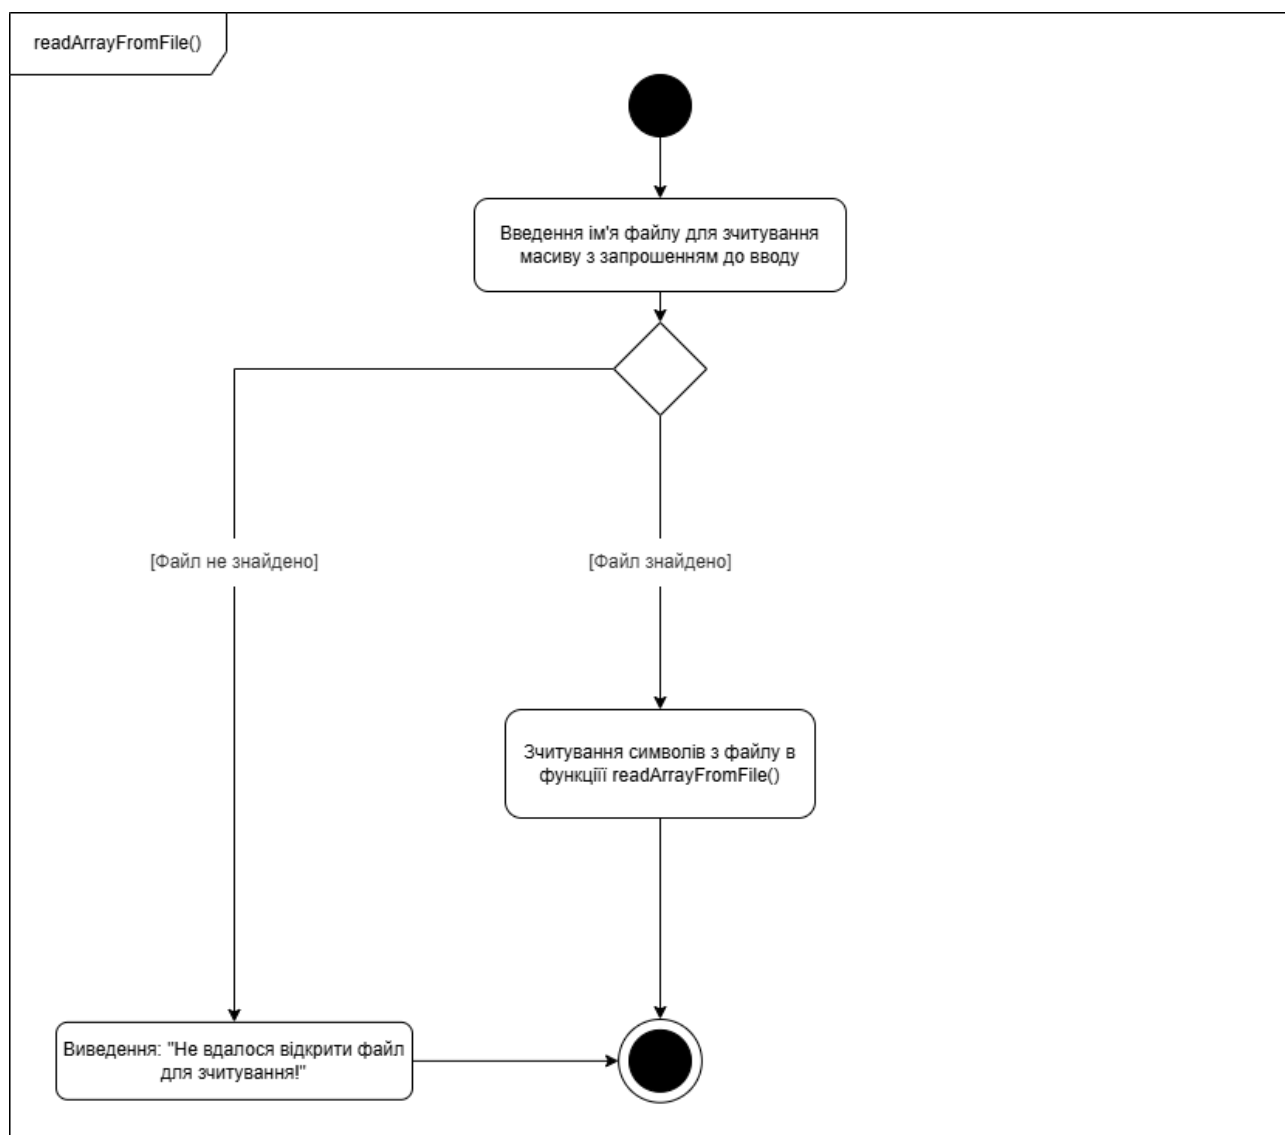 readArrayFromFile()
Введення ім'я файлу для зчитування
масиву з запрошенням до вводу
[Файл не знайдено]
[Файл знайдено]
Зчитування символів з файлу в
функціїї readArrayFromFile()
Виведення: "Не вдалося відкрити файл
для зчитування!"